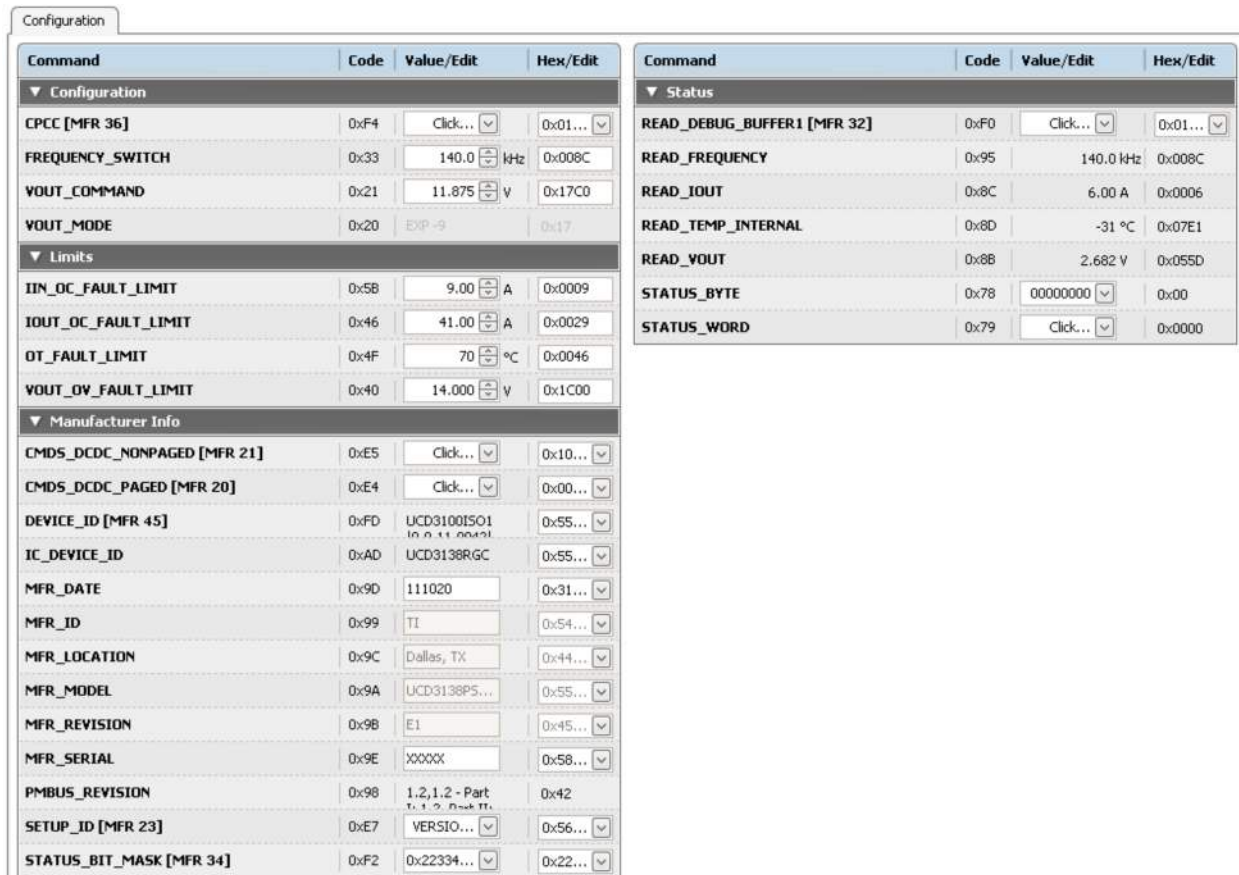 Configuration
Command Code Value/Edit Hex/Edit
▼ Configuration
CPCC [MFR 36] 0xF4 Click... 0x01...
FREQUENCY_SWITCH 0x33 140.0 kHz 0x008C
VOUT_COMMAND 0x21 11.875 V 0x17C0
VOUT_MODE 0x20 EXP -9 0x17
▼ Limits
IIN_OC_FAULT_LIMIT 0x5B 9.00 A 0x0009
IOUT_OC_FAULT_LIMIT 0x46 41.00 A 0x0029
OT_FAULT_LIMIT 0x4F 70 °C 0x0046
VOUT_OV_FAULT_LIMIT 0x40 14.000 V 0x1C00
▼ Manufacturer Info
CMDS_DCDC_NONPAGED [MFR 21] 0xE5 Click... 0x10...
CMDS_DCDC_PAGED [MFR 20] 0xE4 Click... 0x00...
DEVICE_ID [MFR 45] 0xFD UCD3100ISO1 0x55...
IC_DEVICE_ID 0xAD UCD3138RGC 0x55...
MFR_DATE 0x9D 111020 0x31...
MFR_ID 0x99 TI 0x54...
MFR_LOCATION 0x9C Dallas, TX 0x44...
MFR_MODEL 0x9A UCD3138PS... 0x55...
MFR_REVISION 0x9B E1 0x45...
MFR_SERIAL 0x9E XXXXX 0x58...
PMBUS_REVISION 0x98 1.2,1.2 - Part 0x42
SETUP_ID [MFR 23] 0xE7 VERSIO... 0x56...
STATUS_BIT_MASK [MFR 34] 0xF2 0x22334... 0x22...
Command Code Value/Edit Hex/Edit
▼ Status
READ_DEBUG_BUFFER1 [MFR 32] 0xF0 Click... 0x01...
READ_FREQUENCY 0x95 140.0 kHz 0x008C
READ_IOUT 0x8C 6.00 A 0x0006
READ_TEMP_INTERNAL 0x8D -31 °C 0x07E1
READ_VOUT 0x8B 2.682 V 0x055D
STATUS_BYTE 0x78 00000000 0x00
STATUS_WORD 0x79 Click... 0x0000